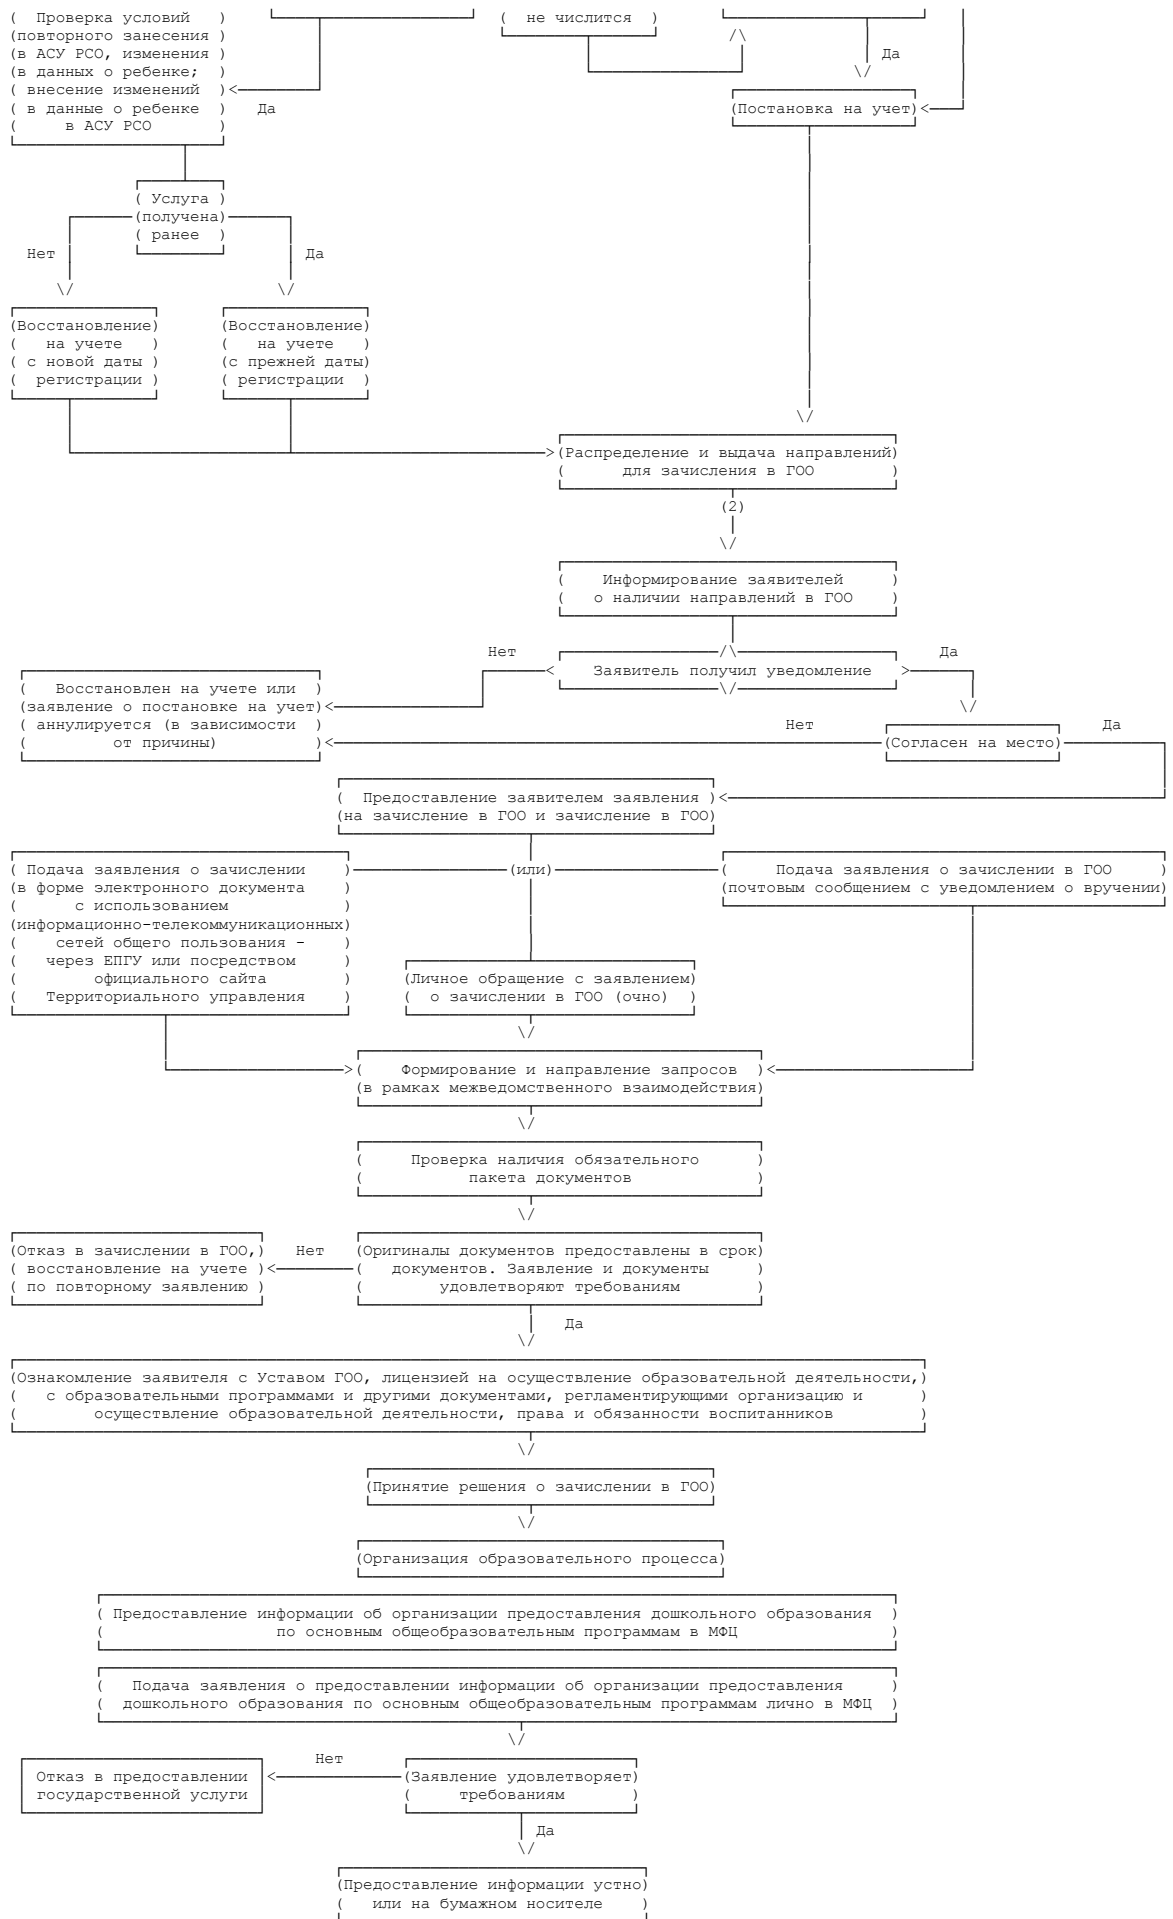 Проверка условий
не числится
(повторного занесения
в АСУ РСО, изменения
Да
в данных о ребенке;
внесение изменений
в данные о ребенке
Да
(Постановка на учет)
в АСУ РСО
Услуга
(получена)
ранее
Нет
Да
(Восстановление)
на учете
с новой даты
регистрации
(Восстановление)
на учете
(с прежней даты)
регистрации
(Распределение и выдача направлений)
для зачисления в ГОО
(2)
Информирование заявителей
о наличии направлений в ГОО
Нет
Да
Заявитель получил уведомление
Восстановлен на учете или
(заявление о постановке на учет)
аннулируется (в зависимости
от причины)
Нет
Да
(Согласен на место)
Предоставление заявителем заявления
(на зачисление в ГОО и зачисление в ГОО)
Подача заявления о зачислении
(в форме электронного документа
с использованием
(информационно-телекоммуникационных)
сетей общего пользования -
через ЕПГУ или посредством
официального сайта
Территориального управления
(или)
Подача заявления о зачислении в ГОО
(почтовым сообщением с уведомлением о вручении)
(Личное обращение с заявлением)
о зачислении в ГОО (очно)
Формирование и направление запросов
(в рамках межведомственного взаимодействия)
Проверка наличия обязательного
пакета документов
(Отказ в зачислении в ГОО,)
восстановление на учете
по повторному заявлению
Нет
(Оригиналы документов предоставлены в срок)
документов. Заявление и документы
удовлетворяют требованиям
Да
(Ознакомление заявителя с Уставом ГОО, лицензией на осуществление образовательной деятельности,)
с образовательными программами и другими документами, регламентирующими организацию и
осуществление образовательной деятельности, права и обязанности воспитанников
(Принятие решения о зачислении в ГОО)
(Организация образовательного процесса)
Предоставление информации об организации предоставления дошкольного образования
по основным общеобразовательным программам в МФЦ
Подача заявления о предоставлении информации об организации предоставления
дошкольного образования по основным общеобразовательным программам лично в МФЦ
Нет
Отказ в предоставлении
государственной услуги
(Заявление удовлетворяет)
требованиям
Да
(Предоставление информации устно)
или на бумажном носителе